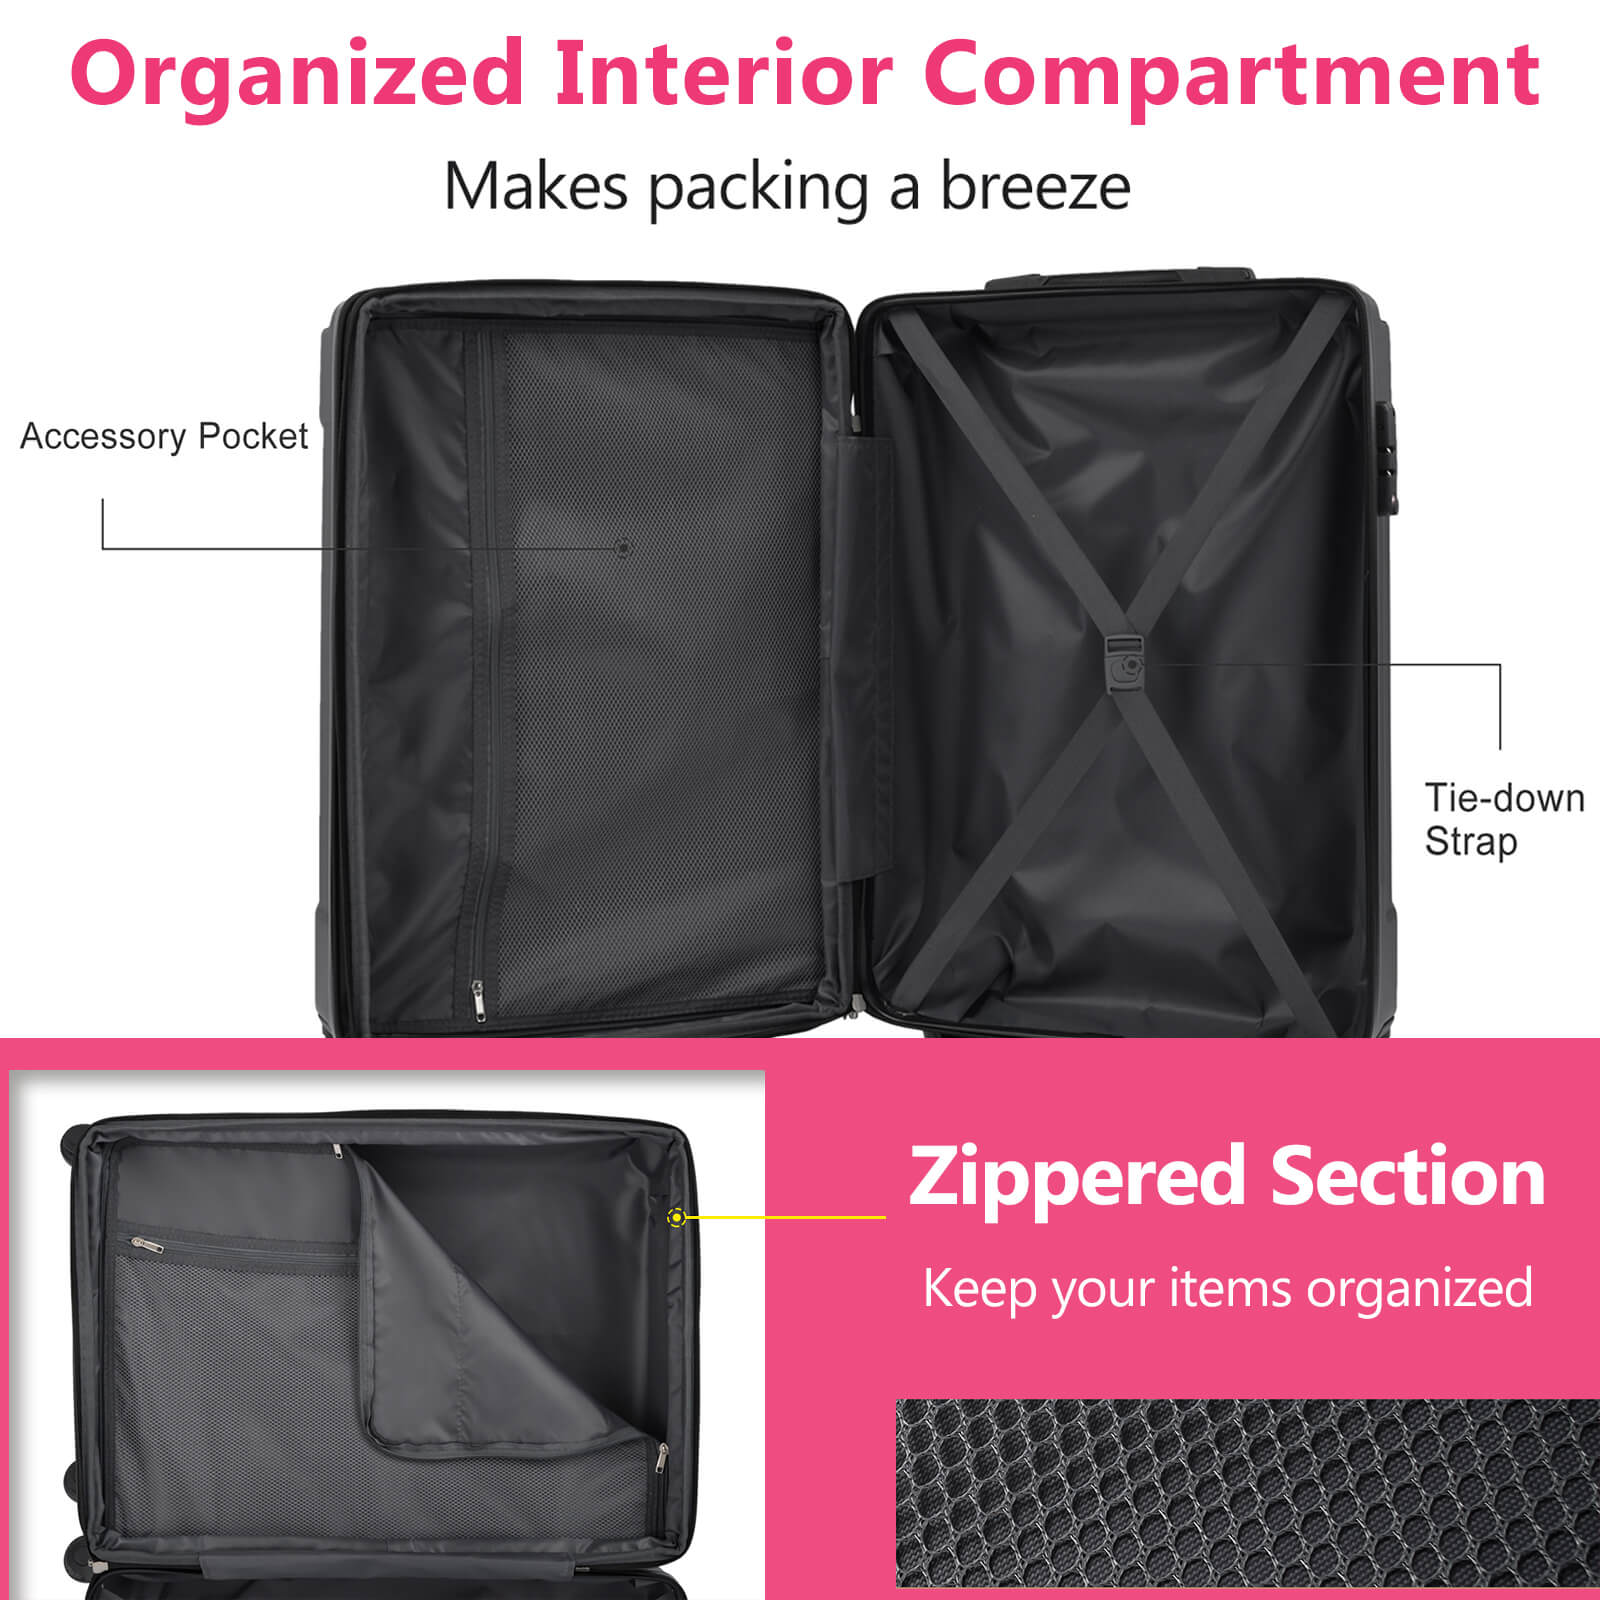 Organized Interior Compartment
Makes packing a breeze
Accessory Pocket
Tie-down
Strap
Zippered Section
Keep your items organized